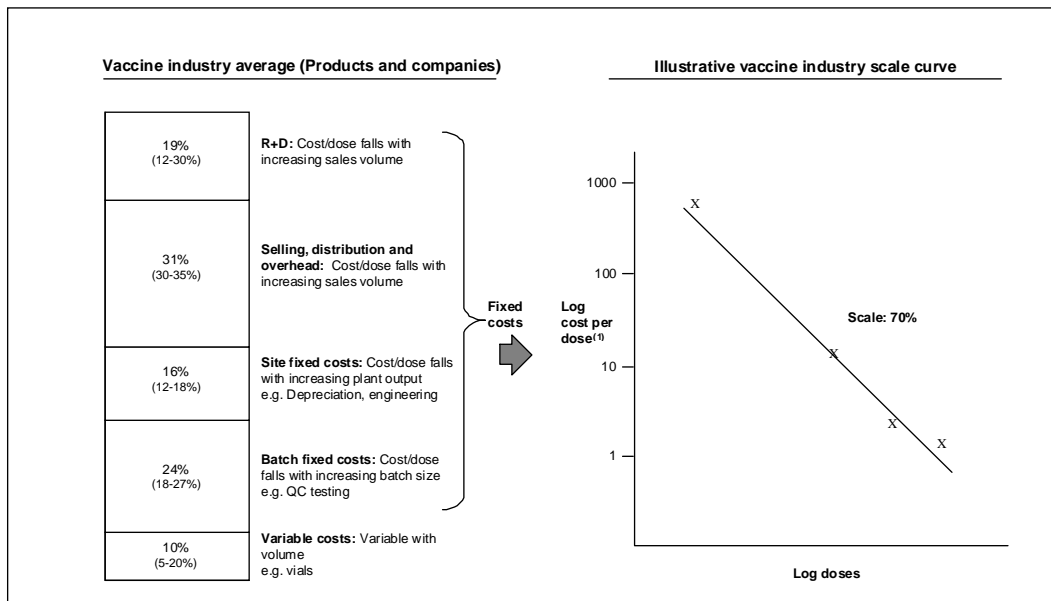 Vaccine industry average (Products and companies)
19%
(12-30%)
R+D: Cost/dose falls with
increasing sales volume
31%
(30-35%)
Selling, distribution and
overhead: Cost/dose falls with
increasing sales volume
16%
(12-18%)
Site fixed costs: Cost/dose falls
with increasing plant output
e.g. Depreciation, engineering
24%
(18-27%)
Batch fixed costs: Cost/dose
falls with increasing batch size
e.g. QC testing
10%
(5-20%)
Variable costs: Variable with
volume
e.g. vials
Fixed
costs
Illustrative vaccine industry scale curve
Log
cost per
dose(1)
1000
100
10
1
X
X
X
X
Scale: 70%
Log doses